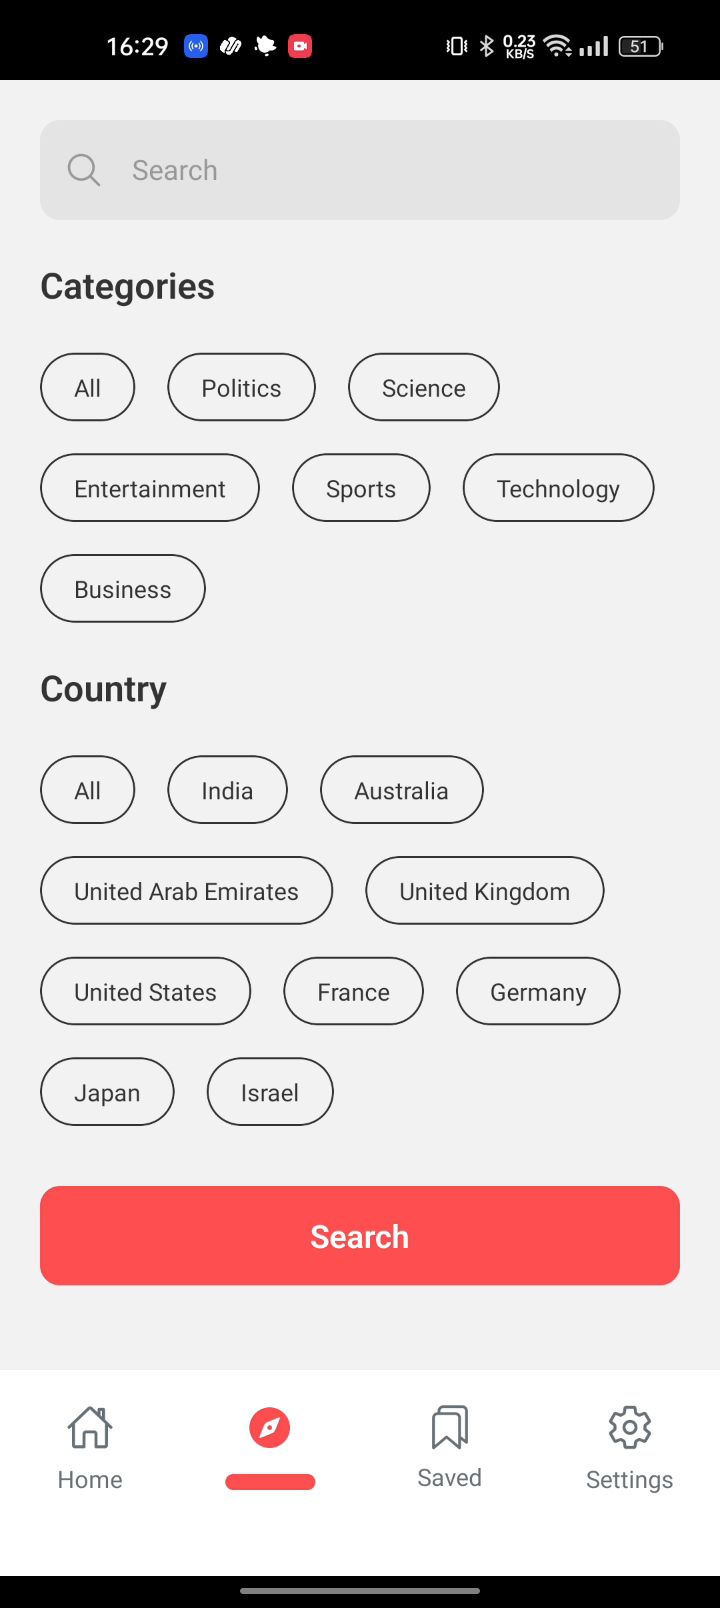 16:29 0.23 KB/S 51
Search
Categories
All Politics Science
Entertainment Sports Technology
Business
Country
All India Australia
United Arab Emirates United Kingdom
United States France Germany
Japan Israel
Search
Home Saved Settings